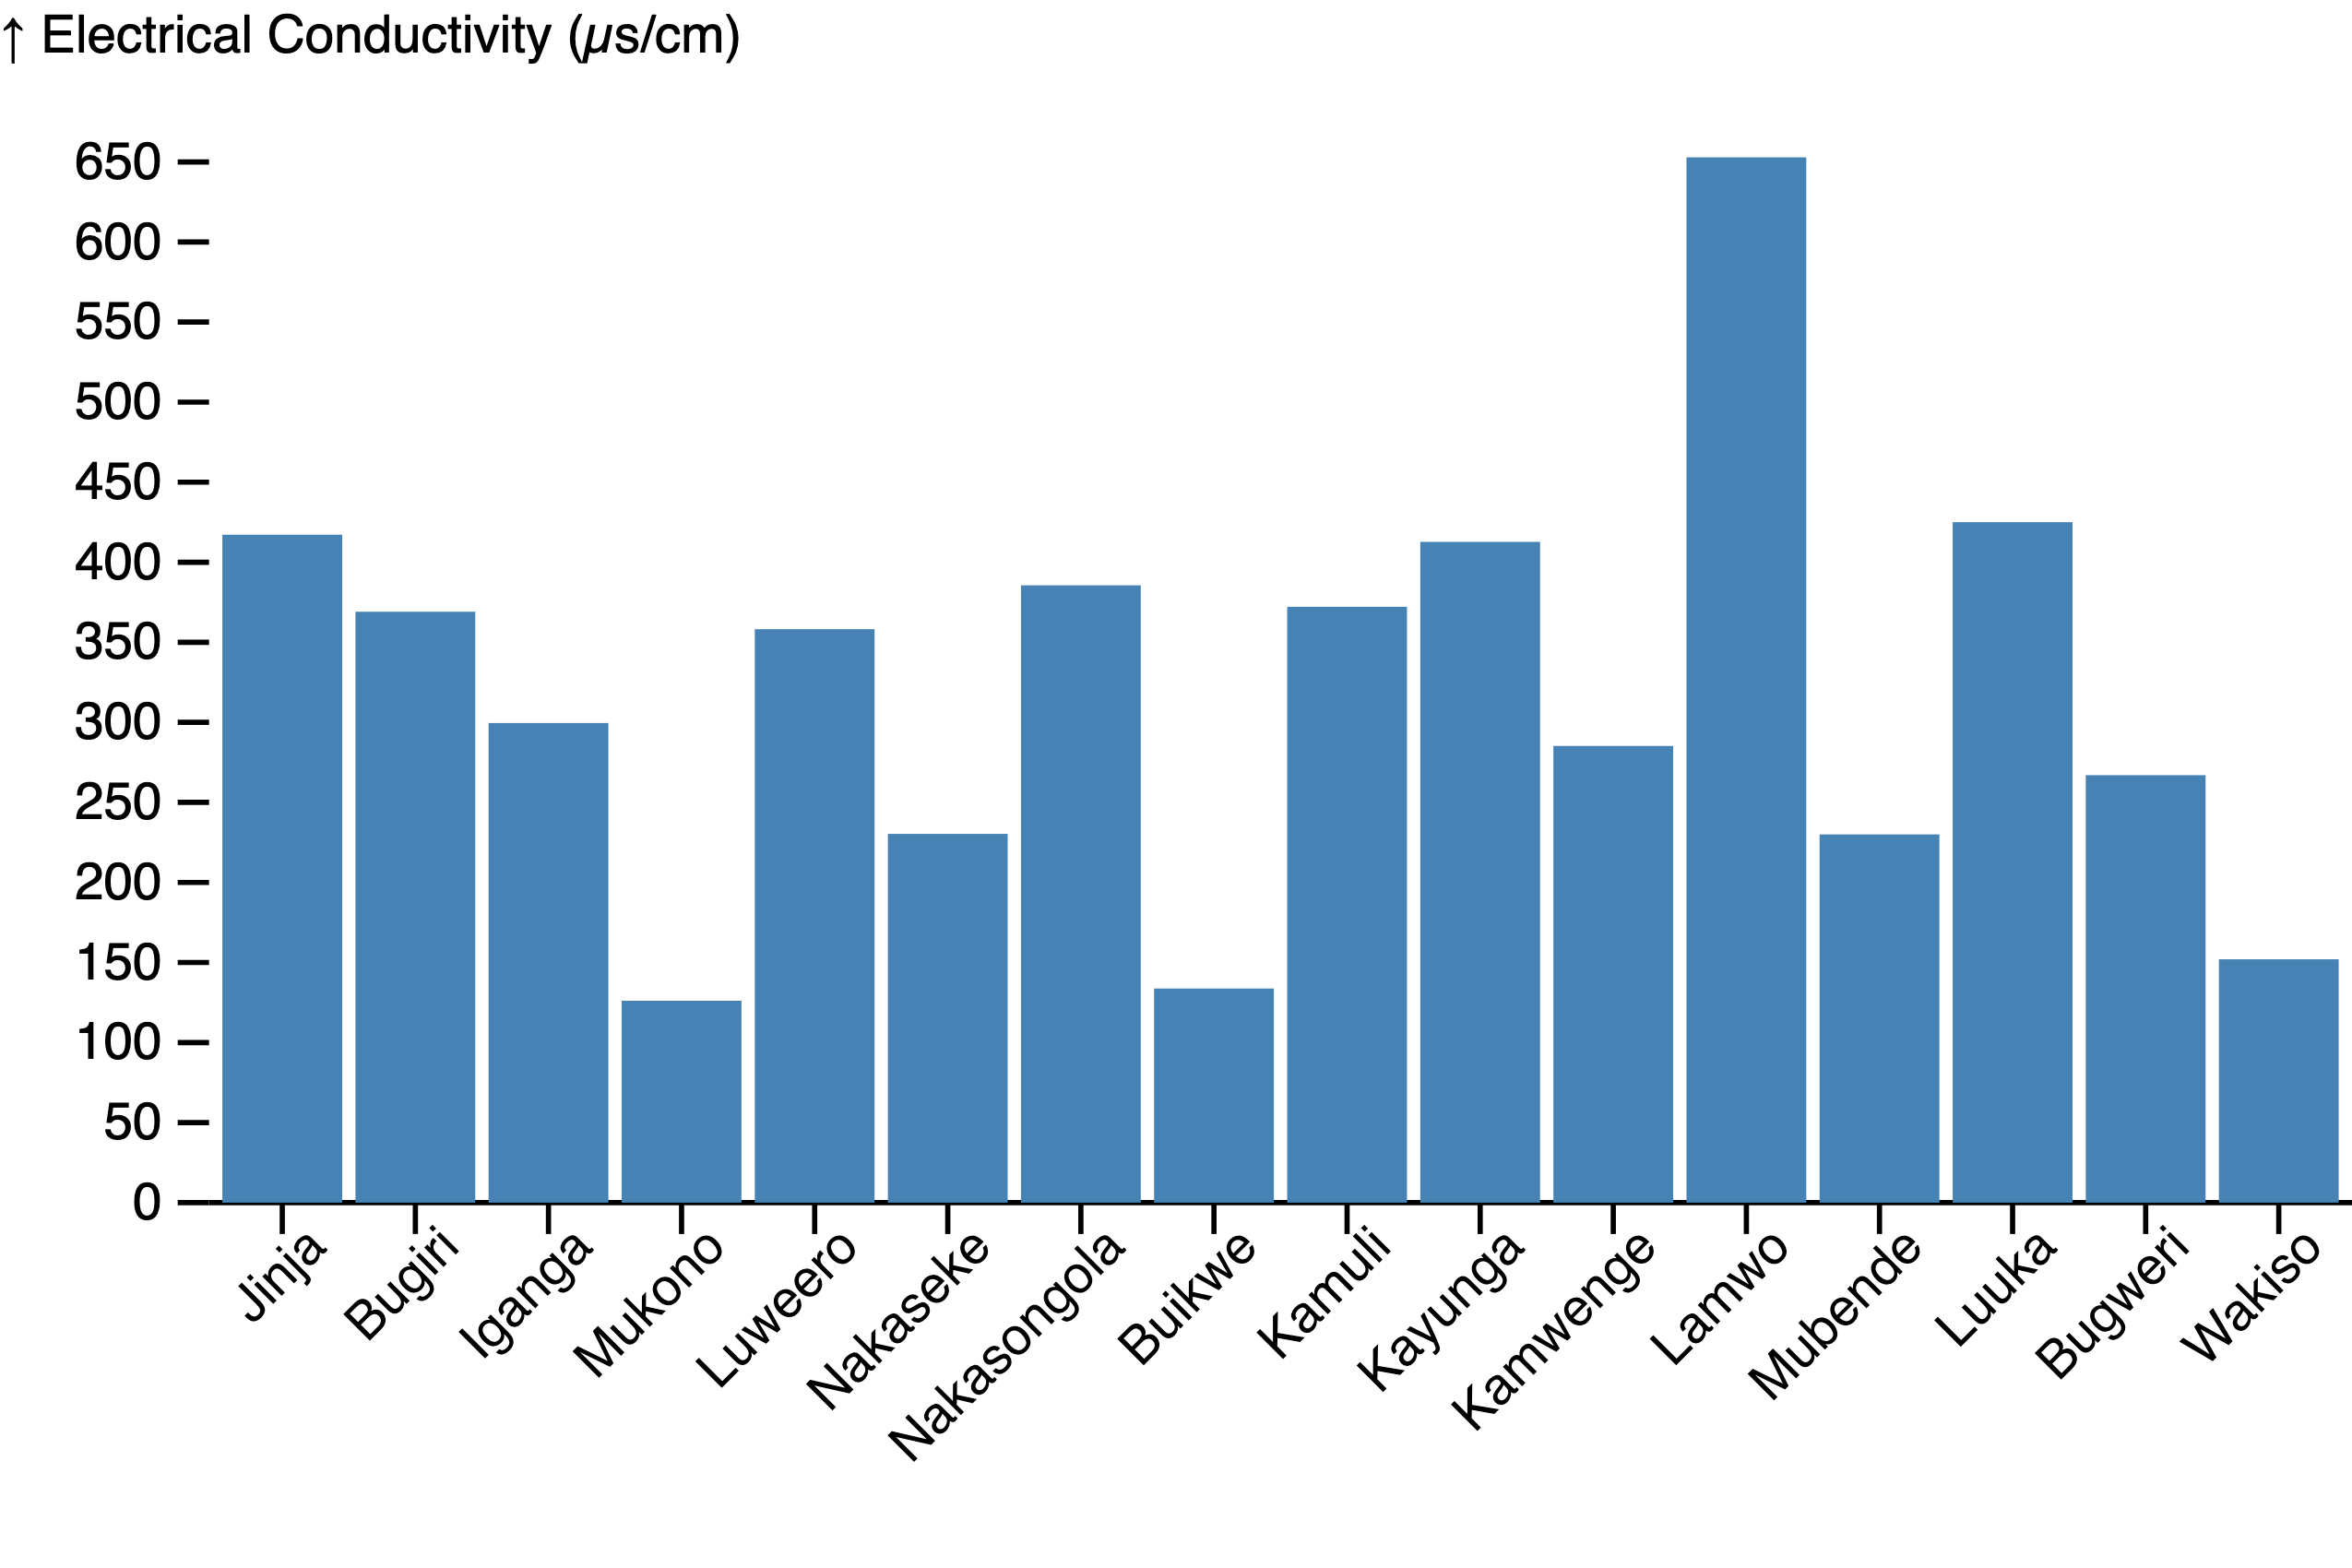 ↑ Electrical Conductivity (μs/cm)
650
600
550
500
450
400
350
300
250
200
150
100
50
0
Jinja
Bugiri
Iganga
Mukono
Luweero
Nakaseke
Nakasongola
Buikwe
Kamuli
Kayunga
Kamwenge
Lamwo
Mubende
Luuka
Bugweri
Wakiso